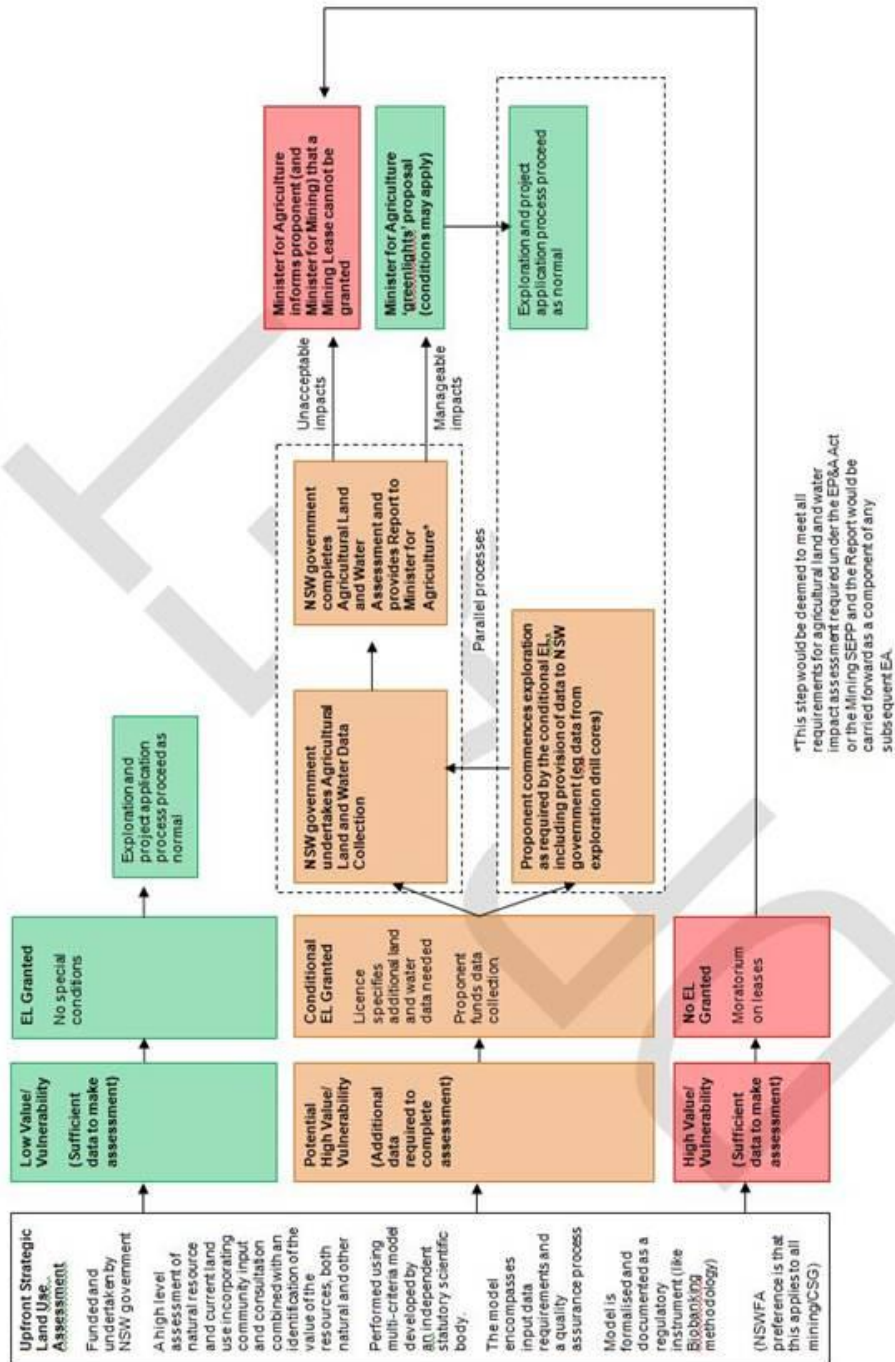 Upfront Strategic
Land Use
Assessment
Funded and
undertaken by
NSW government
A high level
assessment of
natural resource
and current land
use incorporating
community input
and consultation
combined with an
identification of the
value of the
resources, both
natural and other
Performed using
multi-criteria model
developed by
an independent
statutory scientific
body.
The model
encompasses
input data
requirements and
a quality
assurance process
Model is
formalised and
documented as a
regulatory
instrument (like
Biobanking
methodology)
(NSWFA
preference is that
this applies to all
mining/CSG)
Low Value/
Vulnerability
(Sufficient
data to make
assessment)
EL Granted
No special
conditions
Exploration and
project application
process proceed as
normal
Potential
High Value/
Vulnerability
(Additional
data
required to
complete
assessment)
Conditional
EL Granted
Licence
specifies
additional land
and water
data needed
Proponent
funds data
collection
NSW government
undertakes Agricultural
Land and Water Data
Collection
NSW government
completes
Agricultural Land
and Water
Assessment and
provides Report to
Minister for
Agriculture*
Unacceptable
impacts
Manageable
impacts
Minister for Agriculture
informs proponent (and
Minister for Mining) that a
Mining Lease cannot be
granted
Minister for Agriculture
'greenlights' proposal
(conditions may apply)
Parallel processes
Proponent commences exploration
as required by the conditional EL,
including provision of data to NSW
government (eg data from
exploration drill cores)
Exploration and project
application process proceed
as normal
High Value/
Vulnerability
(Sufficient
data to make
assessment)
No EL
Granted
Moratorium
on leases
*This step would be deemed to meet all
requirements for agricultural land and water
impact assessment required under the EP&A Act
or the Mining SEPP and the Report would be
carried forward as a component of any
subsequent EA.
DRAFT